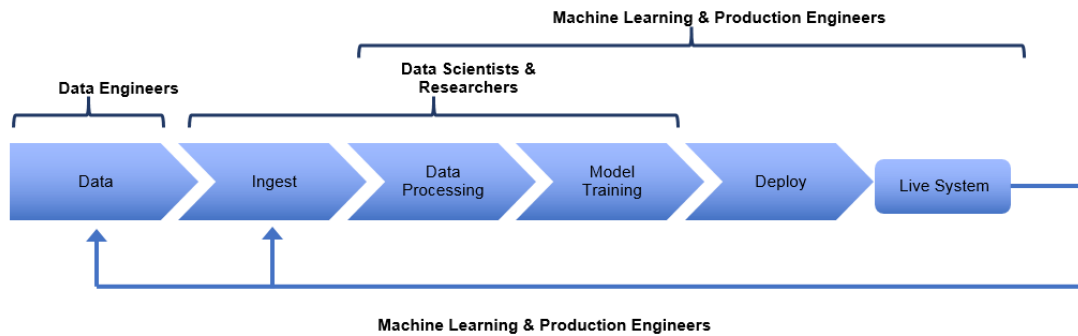 Machine Learning & Production Engineers
Data Scientists &
Researchers
Data Engineers
Data
Ingest
Data
Processing
Model
Training
Deploy
Live System
Machine Learning & Production Engineers